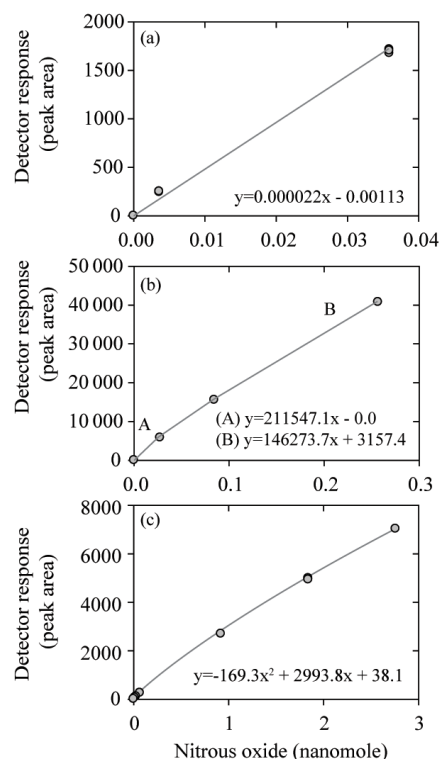 2000
(a)
1500
1000
500
0
Detector response
(peak area)
y=0.000022x - 0.00113
0.00
0.01
0.02
0.03
0.04
50 000
(b)
40 000
30 000
20 000
10 000
0
Detector response
(peak area)
B
A
(A) y=211547.1x - 0.0
(B) y=146273.7x + 3157.4
0
0.1
0.2
0.3
8000
(c)
6000
4000
2000
0
Detector response
(peak area)
y=-169.3x² + 2993.8x + 38.1
0
1
2
3
Nitrous oxide (nanomole)